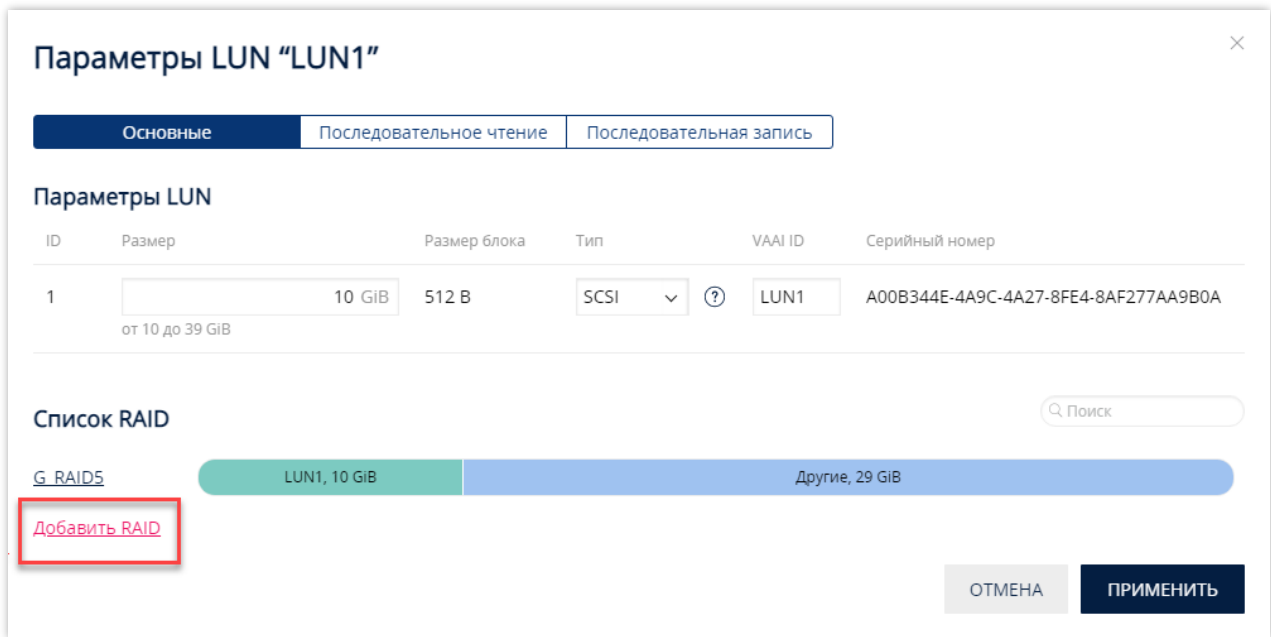 Параметры LUN “LUN1”
Основные Последовательное чтение Последовательная запись
Параметры LUN
ID Размер Размер блока Тип VAAI ID Серийный номер
1 10 GiB 512 B SCSI ? LUN1 A00B344E-4A9C-4A27-8FE4-8AF277AA9B0A
от 10 до 39 GiB
Список RAID Поиск
G_RAID5 LUN1, 10 GiB Другие, 29 GiB
Добавить RAID
ОТМЕНА ПРИМЕНИТЬ